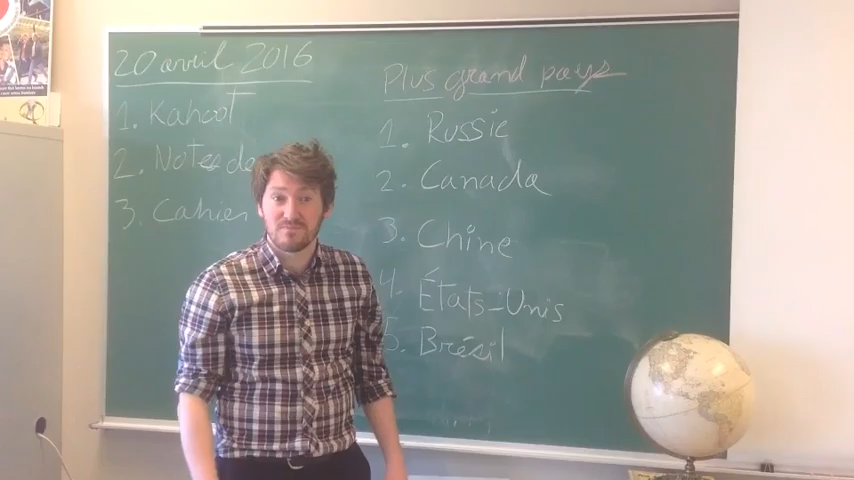 20 avril 2016
1. Kahoot
2. Notes de
3. Cahier
Plus grand pays
1. Russie
2. Canada
3. Chine
4. États-Unis
5. Brésil